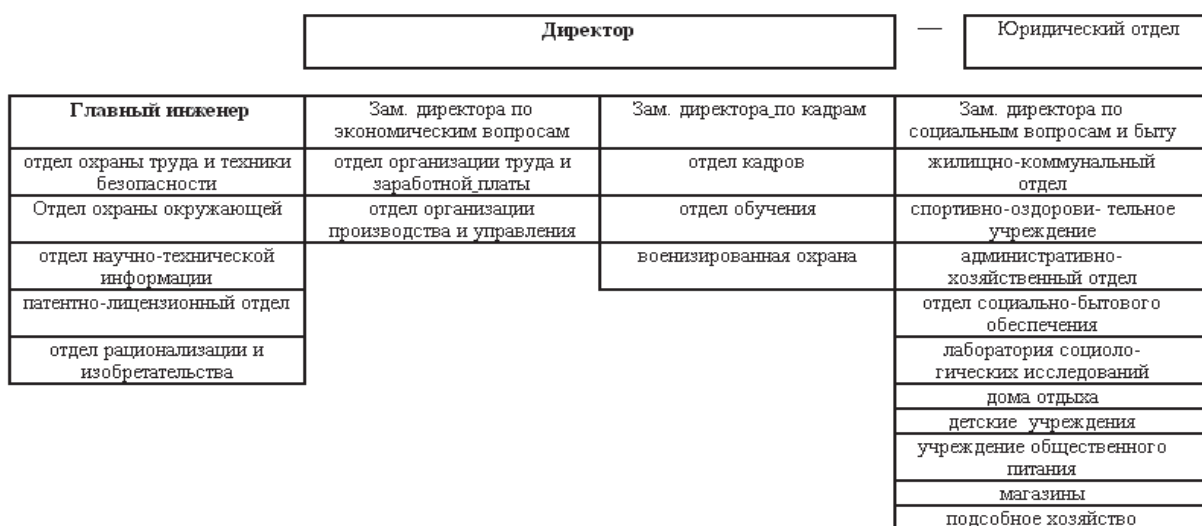 Директор — Юридический отдел
Главный инженер
Зам. директора по
экономическим вопросам
Зам. директора_по кадрам
Зам. директора по
социальным вопросам и быту
отдел охраны труда и техники
безопасности
отдел организации труда и
заработной_платы
отдел кадров
жилищно-коммунальный
отдел
Отдел охраны окружающей
отдел организации
производства и управления
отдел обучения
спортивно-оздорови- тельное
учреждение
отдел научно-технической
информации
военизированная охрана
административно-
хозяйственный отдел
патентно-лицензионный отдел
отдел социально-бытового
обеспечения
отдел рационализации и
изобретательства
лаборатория социоло-
гических исследований
дома отдыха
детские учреждения
учреждение общественного
питания
магазины
подсобное хозяйство